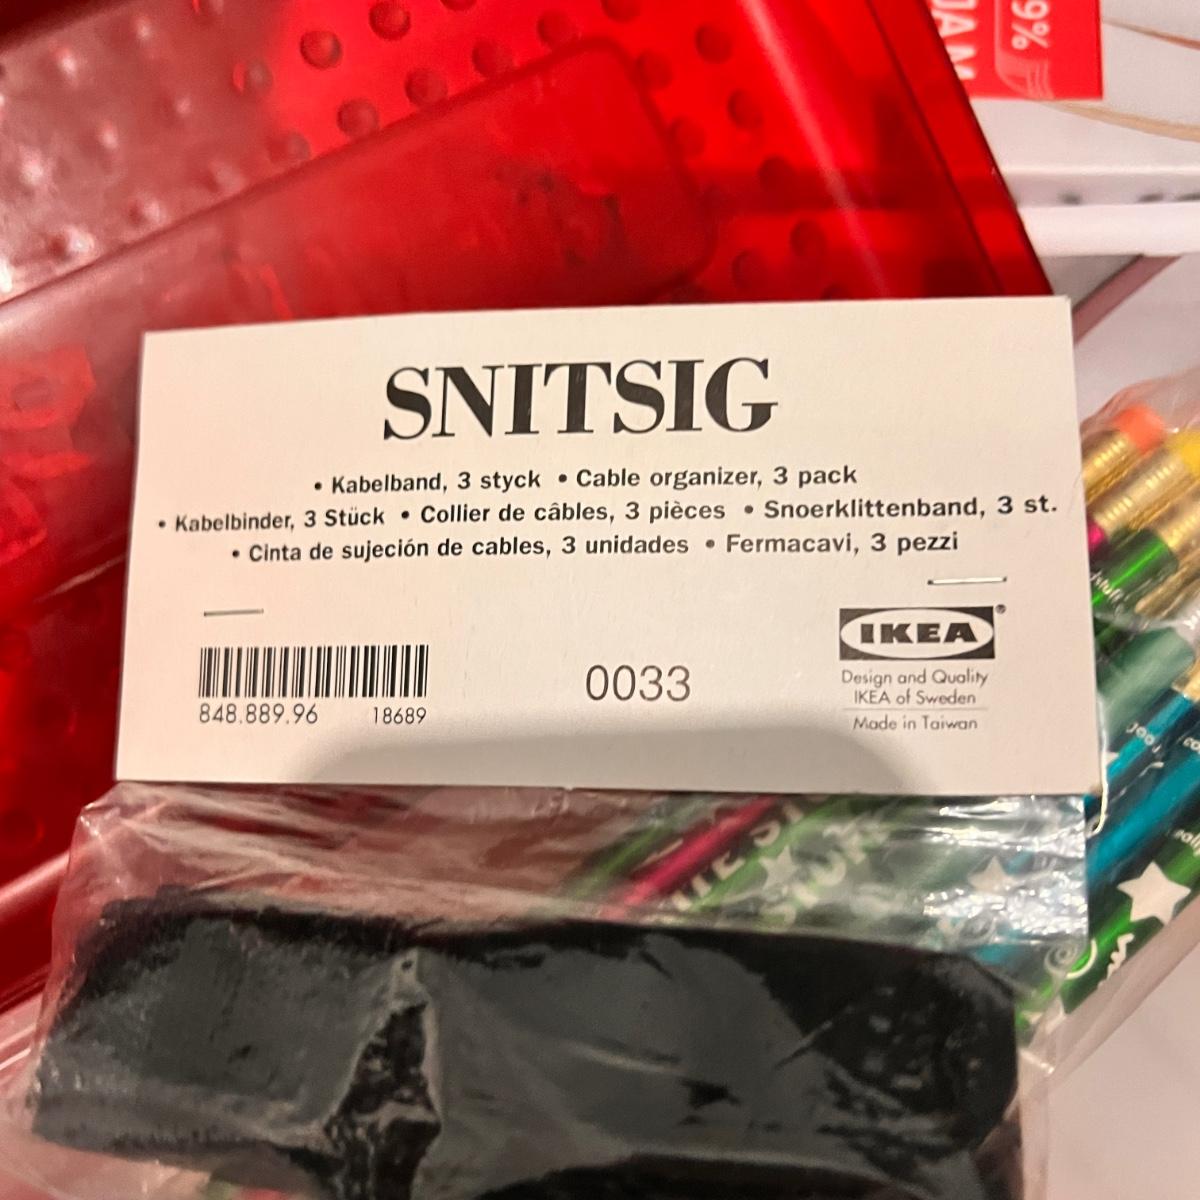 9%
SNITSIG
• Kabelband, 3 styck • Cable organizer, 3 pack
• Kabelbinder, 3 Stück • Collier de câbles, 3 pièces • Snoerklittenband, 3 st.
• Cinta de sujeción de cables, 3 unidades • Fermacavi, 3 pezzi
IKEA®
Design and Quality
IKEA of Sweden
Made in Taiwan
0033
848.889.96 18689